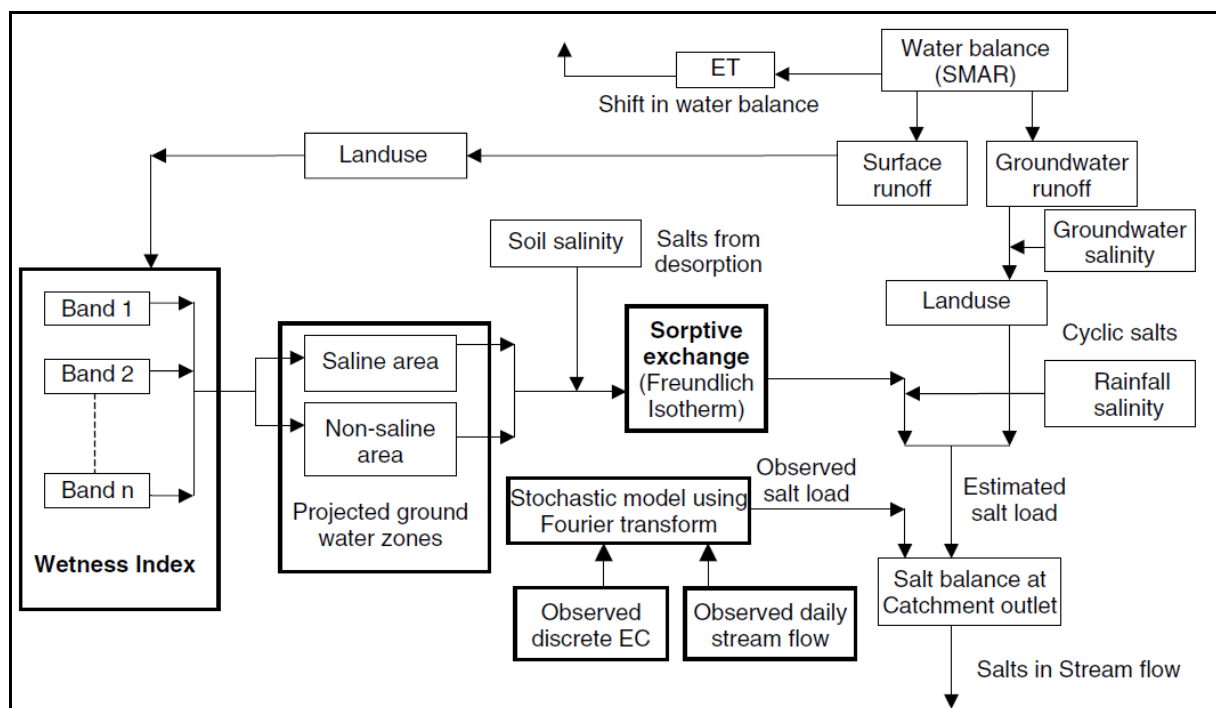 Water balance
(SMAR)
ET
Shift in water balance
Landuse
Surface
runoff
Groundwater
runoff
Soil salinity
Salts from
desorption
Groundwater
salinity
Landuse
Band 1
Band 2
Band n
Wetness Index
Saline area
Non-saline
area
Projected ground
water zones
Sorptive
exchange
(Freundlich
Isotherm)
Cyclic salts
Rainfall
salinity
Observed
salt load
Stochastic model using
Fourier transform
Estimated
salt load
Observed
discrete EC
Observed daily
stream flow
Salt balance at
Catchment outlet
Salts in Stream flow